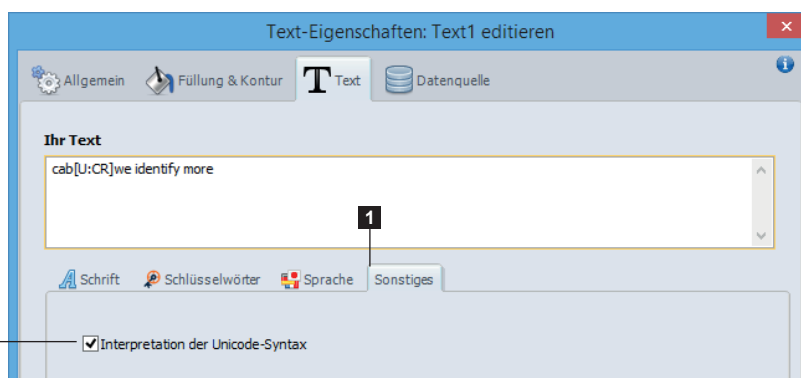 Text-Eigenschaften: Text1 editieren
Allgemein Füllung & Kontur T Text Datenquelle
Ihr Text
cab[U:CR]we identify more
1
Schrift Schlüsselwörter Sprache Sonstiges
Interpretation der Unicode-Syntax